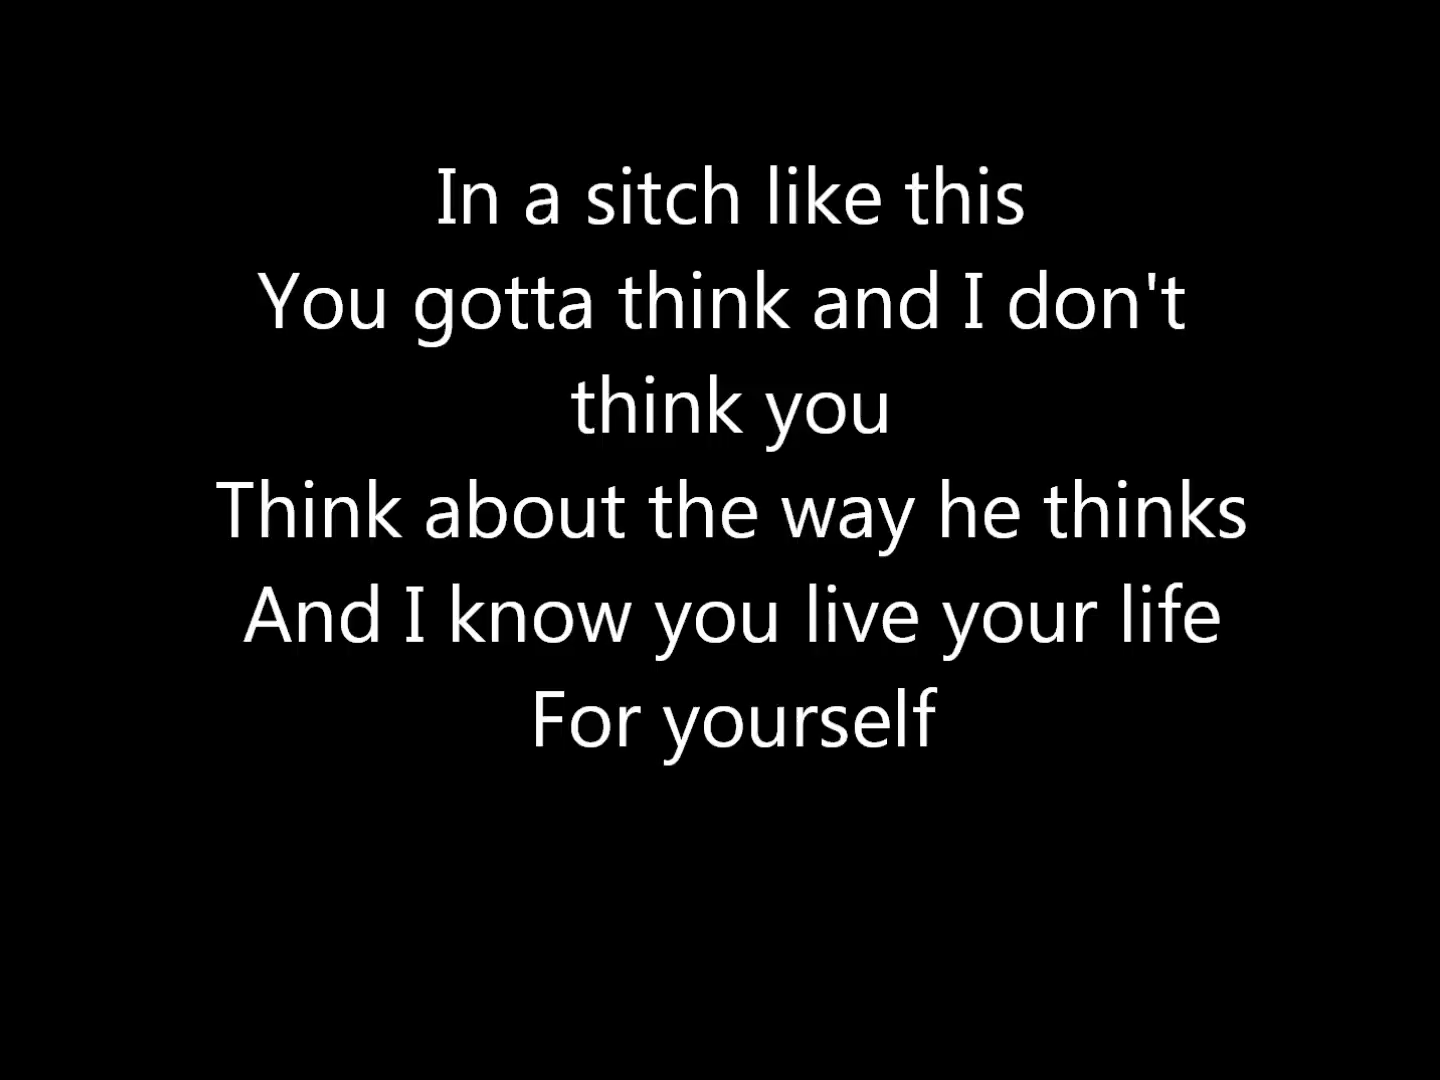 In a sitch like this
You gotta think and I don't
think you
Think about the way he thinks
And I know you live your life
For yourself